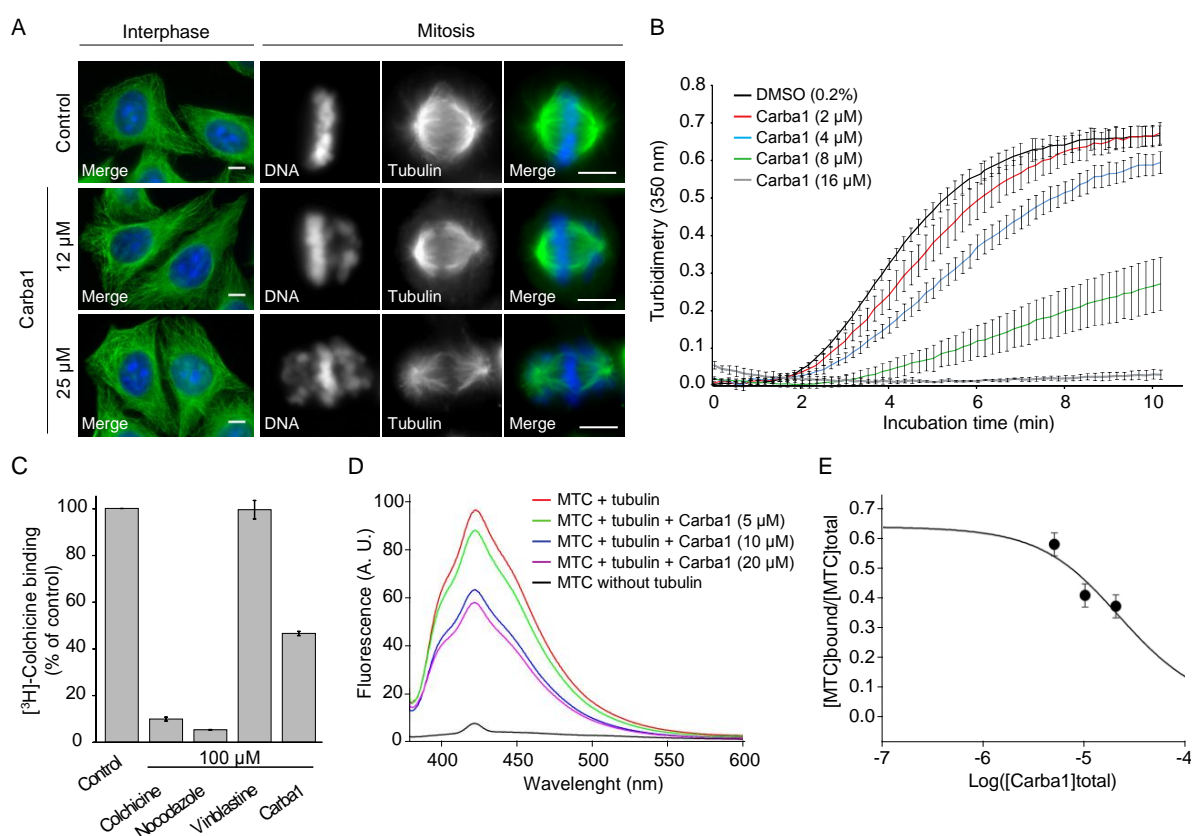 A
Interphase
Mitosis
Control
Merge
DNA
Tubulin
Merge
Carba1
12 µM
Merge
DNA
Tubulin
Merge
25 µM
Merge
DNA
Tubulin
Merge
B
Turbidimetry (350 nm)
0.8
0.7
0.6
0.5
0.4
0.3
0.2
0.1
0.0
DMSO (0.2%)
Carba1 (2 µM)
Carba1 (4 µM)
Carba1 (8 µM)
Carba1 (16 µM)
0 2 4 6 8 10
Incubation time (min)
C
[³H]-Colchicine binding
(% of control)
100
80
60
40
20
0
Control
Colchicine
Nocodazole
Vinblastine
Carba1
100 µM
D
Fluorescence (A. U.)
100
80
60
40
20
0
MTC + tubulin
MTC + tubulin + Carba1 (5 µM)
MTC + tubulin + Carba1 (10 µM)
MTC + tubulin + Carba1 (20 µM)
MTC without tubulin
400 450 500 550 600
Wavelenght (nm)
E
[MTC]bound/[MTC]total
0.7
0.6
0.5
0.4
0.3
0.2
0.1
0.0
-7 -6 -5 -4
Log([Carba1]total)